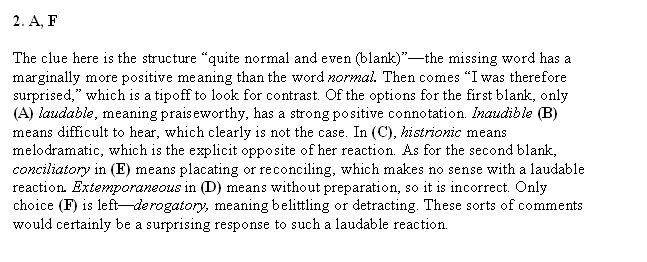 2. A, F
The clue here is the structure “quite normal and even (blank)”—the missing word has a
marginally more positive meaning than the word normal. Then comes “I was therefore
surprised,” which is a tipoff to look for contrast. Of the options for the first blank, only
(A) laudable, meaning praiseworthy, has a strong positive connotation. Inaudible (B)
means difficult to hear, which clearly is not the case. In (C), histrionic means
melodramatic, which is the explicit opposite of her reaction. As for the second blank,
conciliatory in (E) means placating or reconciling, which makes no sense with a laudable
reaction. Extemporaneous in (D) means without preparation, so it is incorrect. Only
choice (F) is left—derogatory, meaning belittling or detracting. These sorts of comments
would certainly be a surprising response to such a laudable reaction.